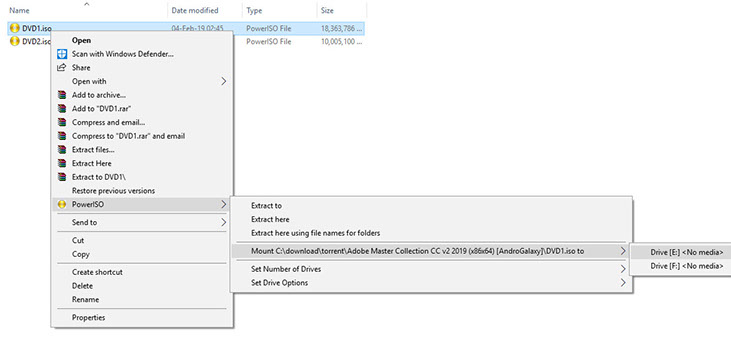 Name Date modified Type Size
DVD1.iso 04-Feb-19 02:45 PowerISO File 18,363,786 ...
DVD2.iso PowerISO File 10,005,100 ...
Open
Scan with Windows Defender...
Share
Open with
Add to archive...
Add to "DVD1.rar"
Compress and email...
Compress to "DVD1.rar" and email
Extract files...
Extract Here
Extract to DVD1\
Restore previous versions
PowerISO
Send to
Cut
Copy
Create shortcut
Delete
Rename
Properties
Extract to
Extract here
Extract here using file names for folders
Mount C:\download\torrent\Adobe Master Collection CC v2 2019 (x86x64) [AndroGalaxy]\DVD1.iso to
Set Number of Drives
Set Drive Options
Drive [E:] <No media>
Drive [F:] <No media>